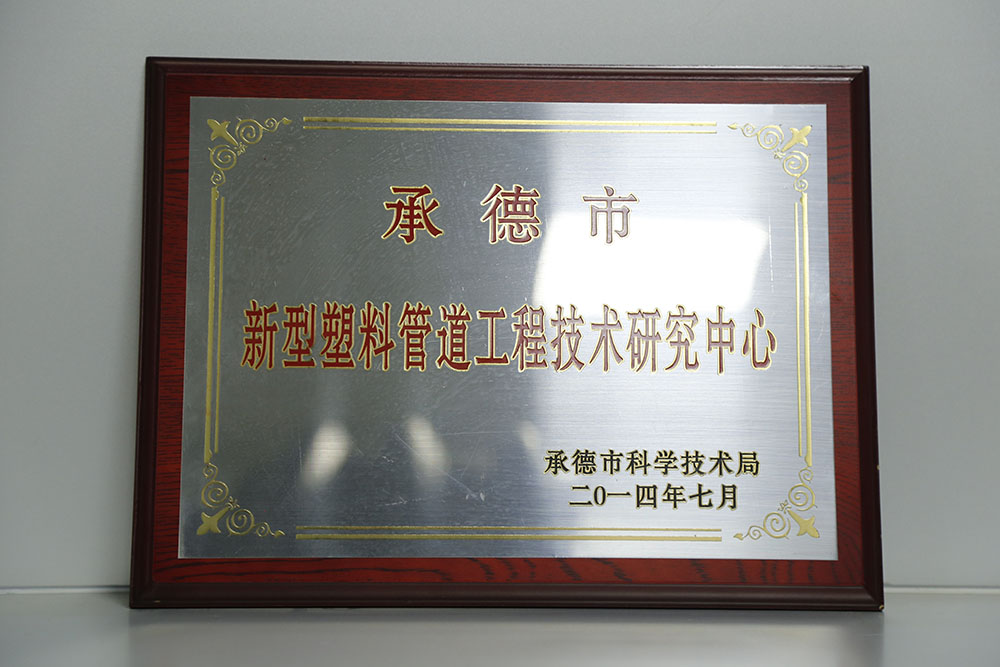 承德市
新型塑料管道工程技术研究中心
承德市科学技术局
二0一四年七月